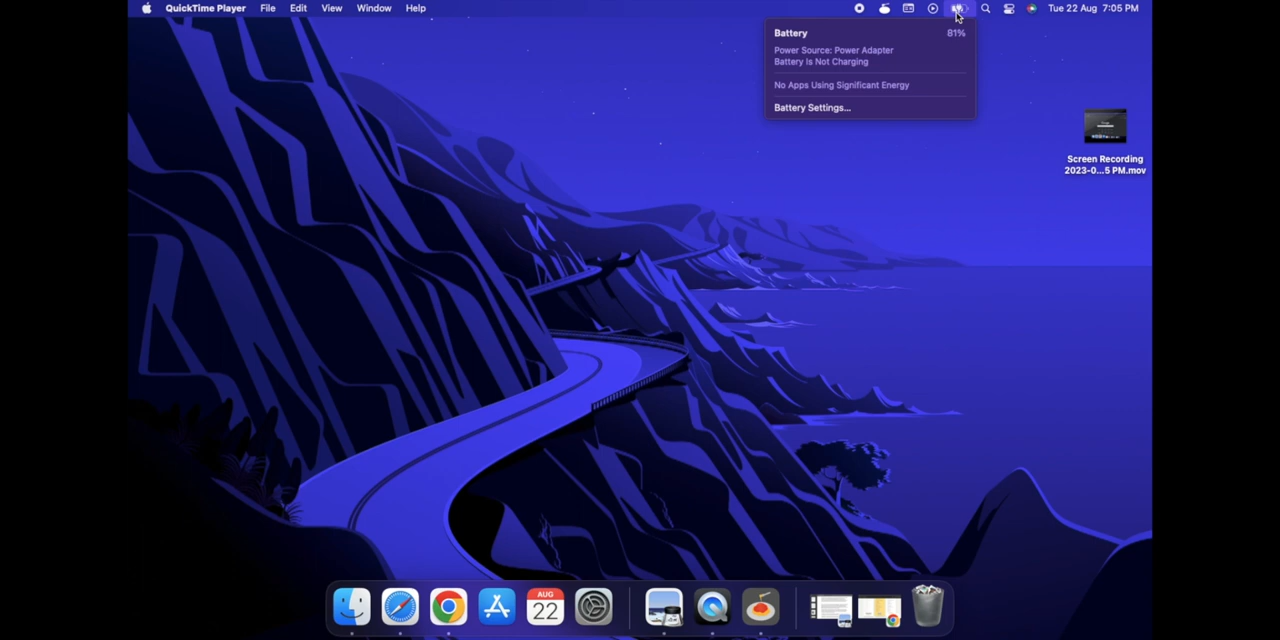 QuickTime Player File Edit View Window Help Tue 22 Aug 7:05 PM
Battery 81%
Power Source: Power Adapter
Battery Is Not Charging
No Apps Using Significant Energy
Battery Settings...
Screen Recording
2023-0...5 PM.mov
AUG
22